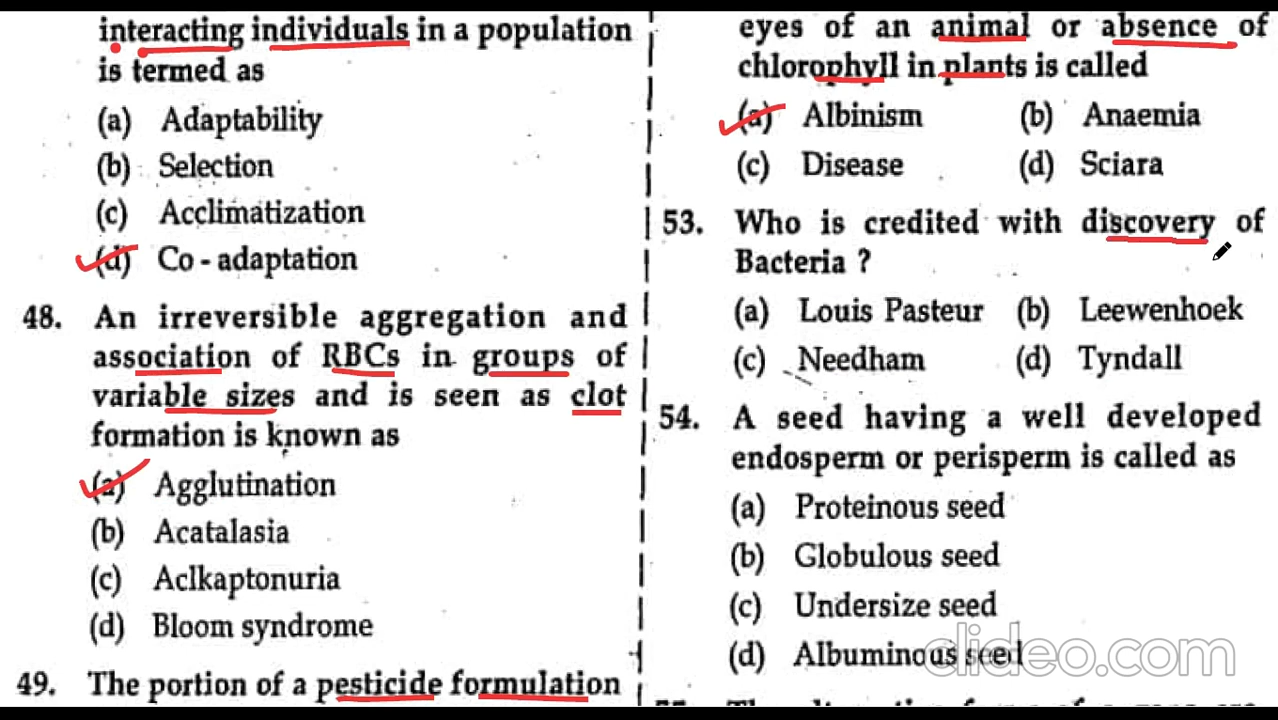 interacting individuals in a population
is termed as
(a) Adaptability
(b) Selection
(c) Acclimatization
(d) Co - adaptation
48. An irreversible aggregation and
association of RBCs in groups of
variable sizes and is seen as clot
formation is known as
(a) Agglutination
(b) Acatalasia
(c) Aclkaptonuria
(d) Bloom syndrome
49. The portion of a pesticide formulation
eyes of an animal or absence of
chlorophyll in plants is called
(a) Albinism (b) Anaemia
(c) Disease (d) Sciara
53. Who is credited with discovery of
Bacteria ?
(a) Louis Pasteur (b) Leewenhoek
(c) Needham (d) Tyndall
54. A seed having a well developed
endosperm or perisperm is called as
(a) Proteinous seed
(b) Globulous seed
(c) Undersize seed
(d) Albuminous seed
clideo.com